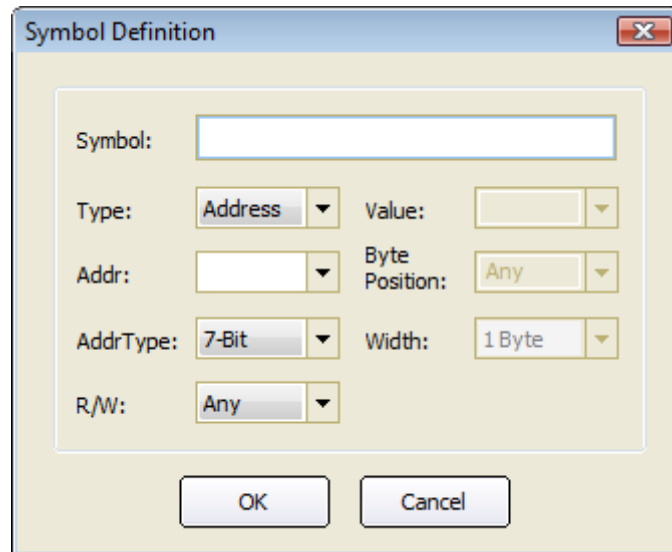 Symbol Definition
Symbol:
Type: Address Value:
Addr: Byte Position: Any
AddrType: 7-Bit Width: 1 Byte
R/W: Any
OK Cancel